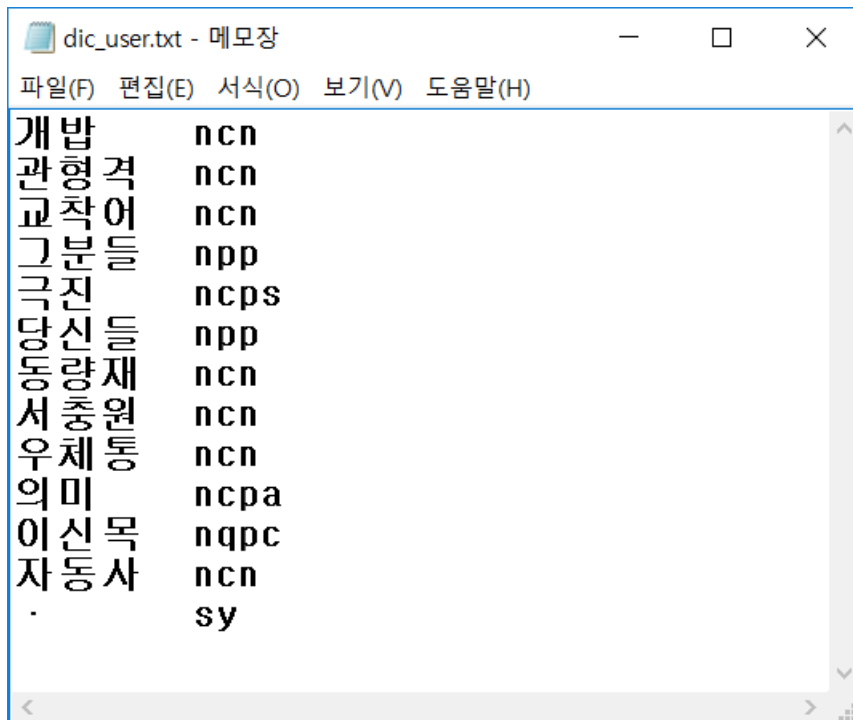 dic_user.txt - 메모장
파일(F) 편집(E) 서식(O) 보기(V) 도움말(H)
개밥 ncn
관형격 ncn
교착어 ncn
그분들 npp
극진 ncps
당신들 npp
동량재 ncn
서충원 ncn
우체통 ncn
의미 ncpa
이신목 nqpc
자동사 ncn
· sy